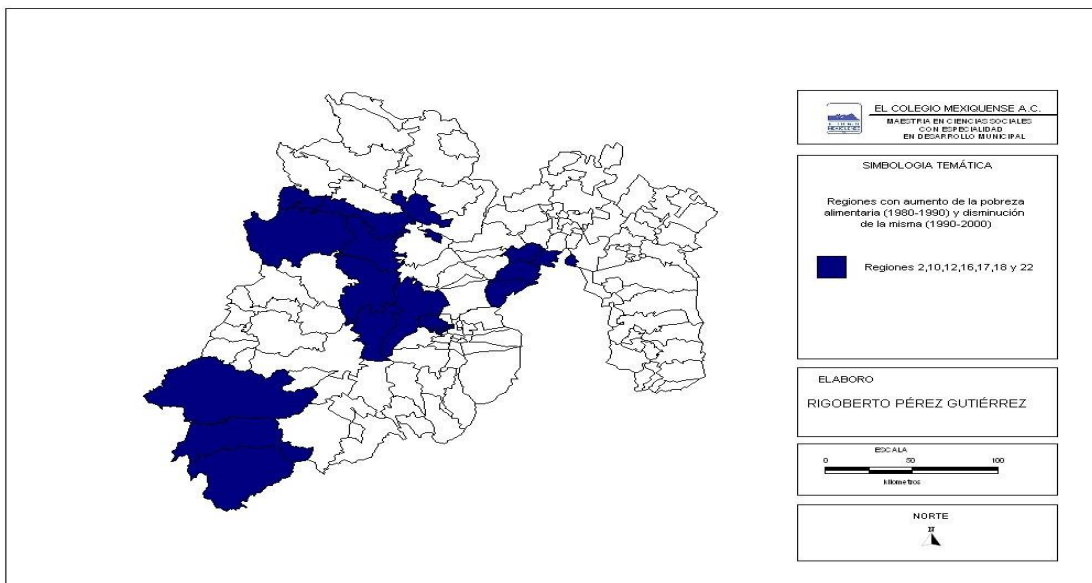 EL COLEGIO MEXIQUENSE A.C.
MAESTRIA EN CIENCIAS SOCIALES
CON ESPECIALIDAD
EN DESARROLLO MUNICIPAL
SIMBOLOGIA TEMÁTICA
Regiones con aumento de la pobreza
alimentaria (1980-1990) y disminución
de la misma (1990-2000)
Regiones 2,10,12,16,17,18 y 22
ELABORO
RIGOBERTO PÉREZ GUTIÉRREZ
ESCALA
0 50 100
kilometros
NORTE
N